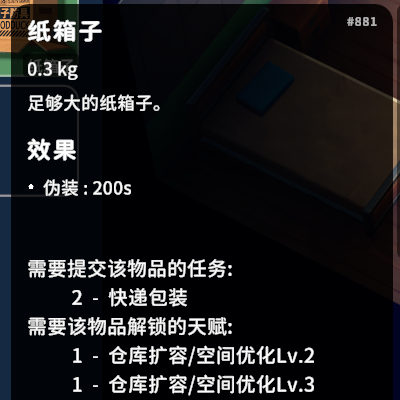 纸箱子
#881
0.3 kg
足够大的纸箱子。
效果
• 伪装 : 200s
需要提交该物品的任务:
2 - 快递包装
需要该物品解锁的天赋:
1 - 仓库扩容/空间优化Lv.2
1 - 仓库扩容/空间优化Lv.3